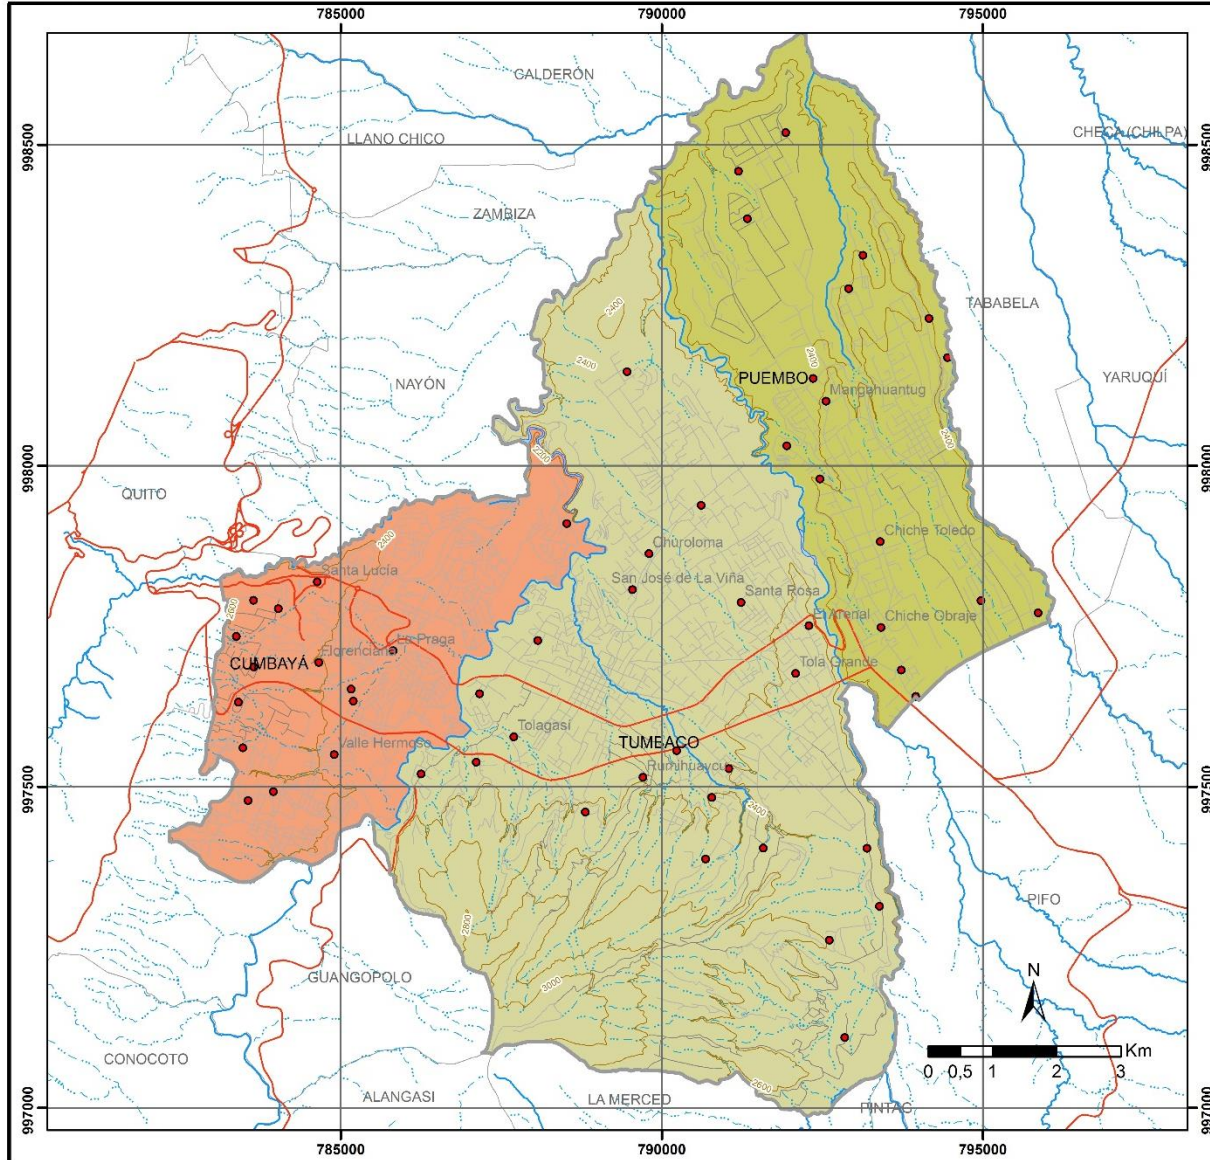 785000 790000 795000
CALDERÓN
998500 LLANO CHICO CHECA (CHILPA) 998500
ZAMBIZA
2400 TABABELA
2400 2400
NAYÓN PUEMBO YARUQUÍ
Mangahuantug
2400
2200
998000 998000
QUITO
2400 Chiche Toledo
Churoloma
Santa Lucía San José de La Viña
2600 Santa Rosa
El Arenal Chiche Obraje
La Praga
CUMBAYÁ Florenciana Tola Grande
Tolagasí
Valle Hermoso TUMBACO
Rumihuaycu
997500 997500
2400
PIFO
2800
GUANGOPOLO 3000
N
CONOCOTO Km
0 0,5 1 2 3
2600
ALANGASI LA MERCED PINTAG
997000 997000
785000 790000 795000